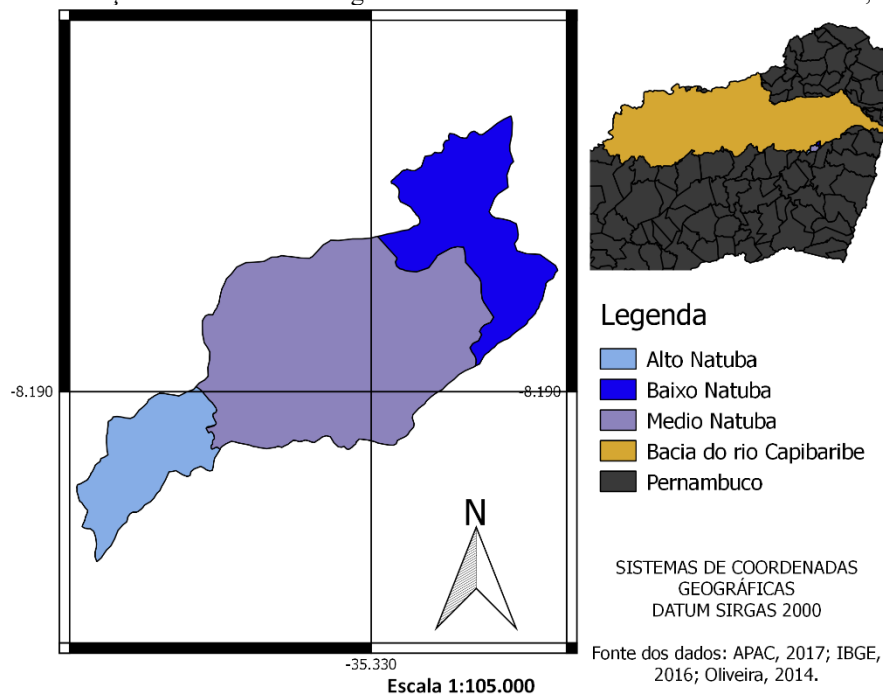 -8.190
-8.190
N
-35.330
Escala 1:105.000
Legenda
Alto Natuba
Baixo Natuba
Medio Natuba
Bacia do rio Capibaribe
Pernambuco
SISTEMAS DE COORDENADAS
GEOGRÁFICAS
DATUM SIRGAS 2000
Fonte dos dados: APAC, 2017; IBGE,
2016; Oliveira, 2014.